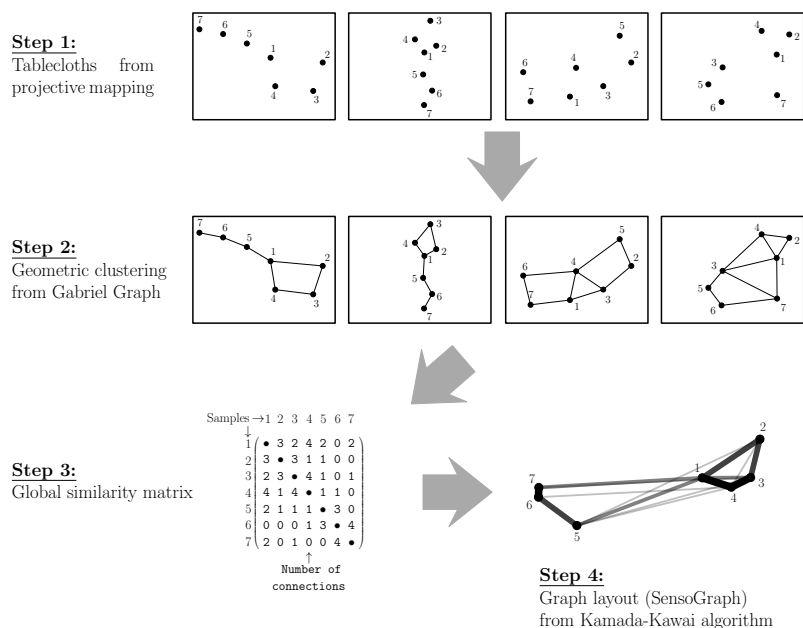 Step 1:
Tablecloths from
projective mapping
7 6 5 1 2 4 3
3 4 2 1 5 6 7
5 6 4 2 7 1 3
4 2 1 3 5 6 7
Step 2:
Geometric clustering
from Gabriel Graph
7 6 5 1 2 4 3
3 4 2 1 5 6 7
5 6 4 2 7 1 3
4 2 1 3 5 6 7
Step 3:
Global similarity matrix
Samples→1 2 3 4 5 6 7
↓
1 • 3 2 4 2 0 2
2 3 • 3 1 1 0 0
3 2 3 • 4 1 0 1
4 4 1 4 • 1 1 0
5 2 1 1 1 • 3 0
6 0 0 0 1 3 • 4
7 2 0 1 0 0 4 •
↑
Number of
connections
2
1
7 3
6 4
5
Step 4:
Graph layout (SensoGraph)
from Kamada-Kawai algorithm